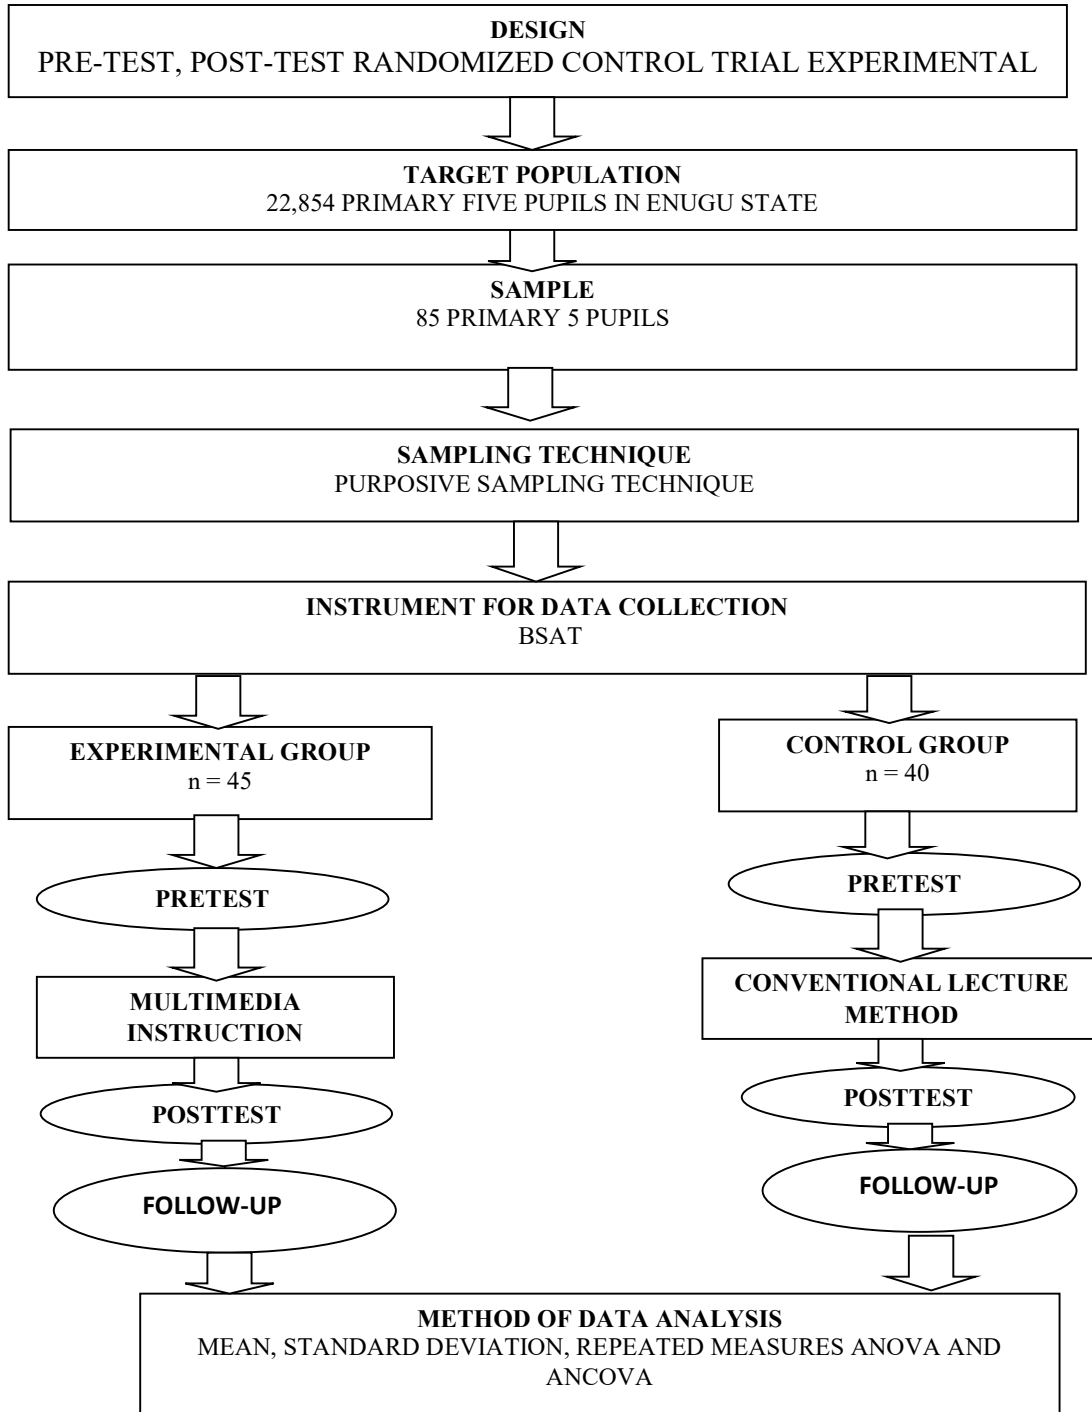 DESIGN
PRE-TEST, POST-TEST RANDOMIZED CONTROL TRIAL EXPERIMENTAL
TARGET POPULATION
22,854 PRIMARY FIVE PUPILS IN ENUGU STATE
SAMPLE
85 PRIMARY 5 PUPILS
SAMPLING TECHNIQUE
PURPOSIVE SAMPLING TECHNIQUE
INSTRUMENT FOR DATA COLLECTION
BSAT
EXPERIMENTAL GROUP
n = 45
CONTROL GROUP
n = 40
PRETEST
PRETEST
MULTIMEDIA
INSTRUCTION
CONVENTIONAL LECTURE
METHOD
POSTTEST
POSTTEST
FOLLOW-UP
FOLLOW-UP
METHOD OF DATA ANALYSIS
MEAN, STANDARD DEVIATION, REPEATED MEASURES ANOVA AND
ANCOVA